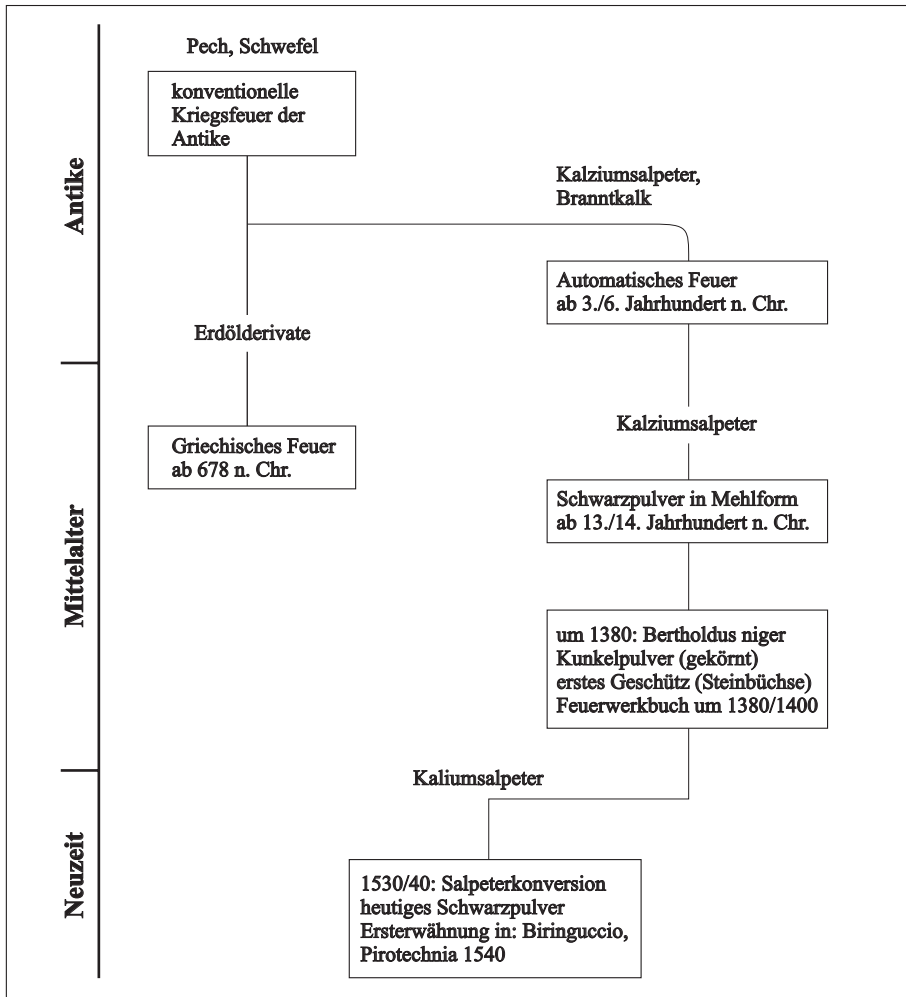 Pech, Schwefel
konventionelle
Kriegsfeuer der
Antike
Kalziumsalpeter,
Branntkalk
Automatisches Feuer
ab 3./6. Jahrhundert n. Chr.
Erdölderivate
Antike
Kalziumsalpeter
Griechisches Feuer
ab 678 n. Chr.
Schwarzpulver in Mehlform
ab 13./14. Jahrhundert n. Chr.
Mittelalter
um 1380: Bertholdus niger
Kunkelpulver (gekörnt)
erstes Geschütz (Steinbüchse)
Feuerwerkbuch um 1380/1400
Kaliumsalpeter
Neuzeit
1530/40: Salpeterkonversion
heutiges Schwarzpulver
Ersterwähnung in: Biringuccio,
Pirotechnia 1540